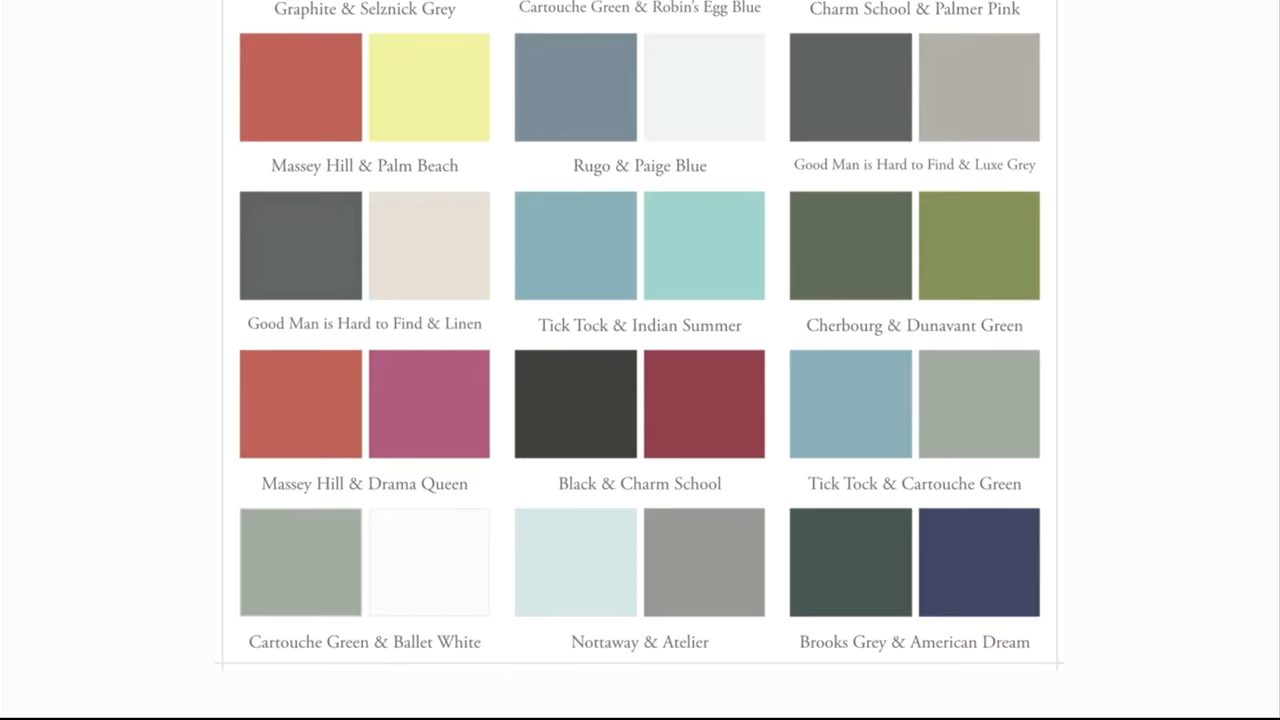 Graphite & Selznick Grey
Cartouche Green & Robin's Egg Blue
Charm School & Palmer Pink
Massey Hill & Palm Beach
Rugo & Paige Blue
Good Man is Hard to Find & Luxe Grey
Good Man is Hard to Find & Linen
Tick Tock & Indian Summer
Cherbourg & Dunavant Green
Massey Hill & Drama Queen
Black & Charm School
Tick Tock & Cartouche Green
Cartouche Green & Ballet White
Nottaway & Atelier
Brooks Grey & American Dream